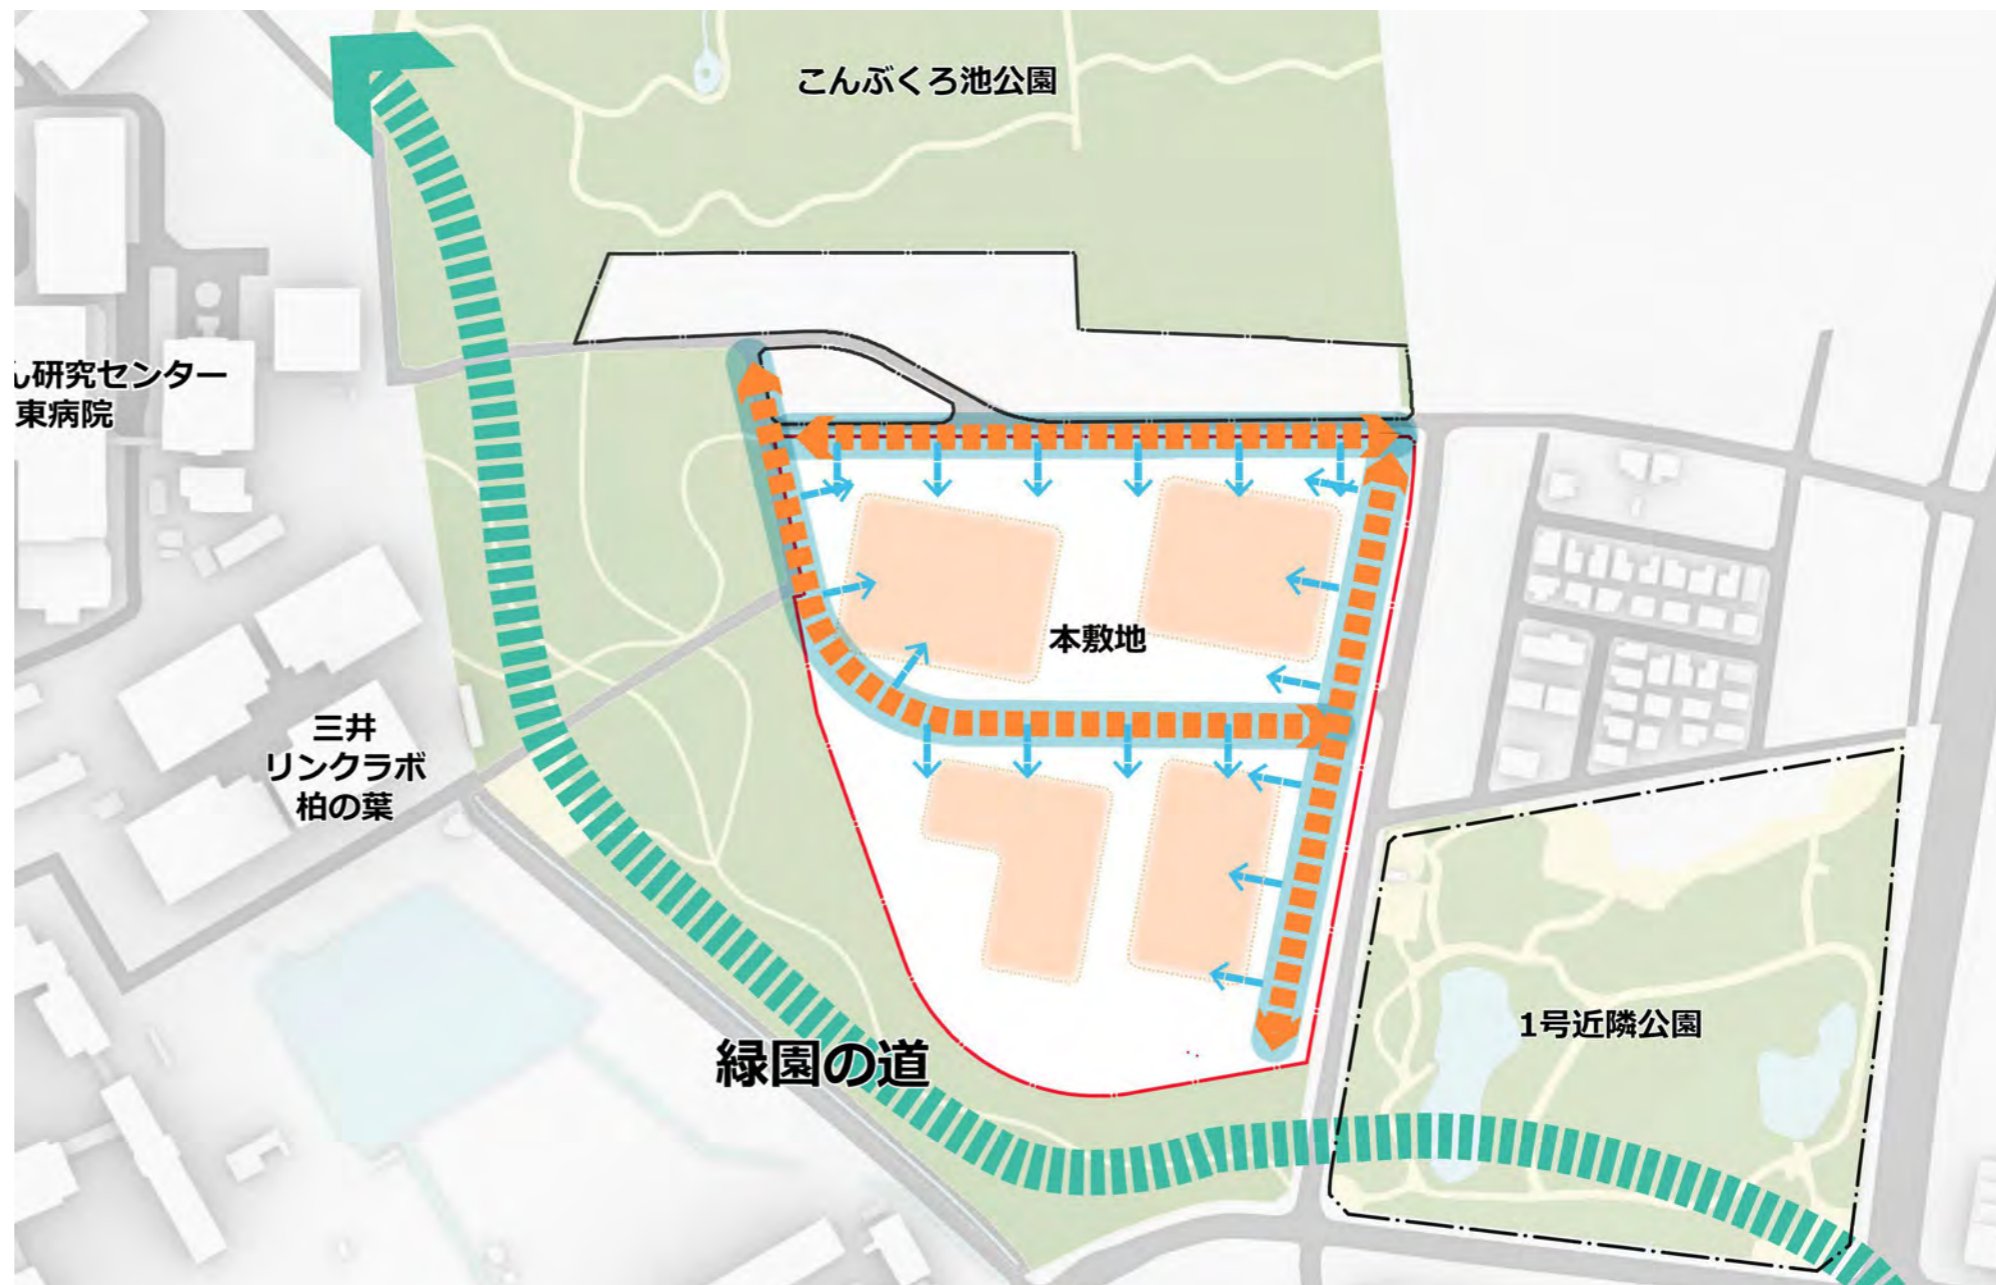 こんぶくろ池公園
ん研究センター
東病院
本敷地
三井
リンクラボ
柏の葉
1号近隣公園
緑園の道